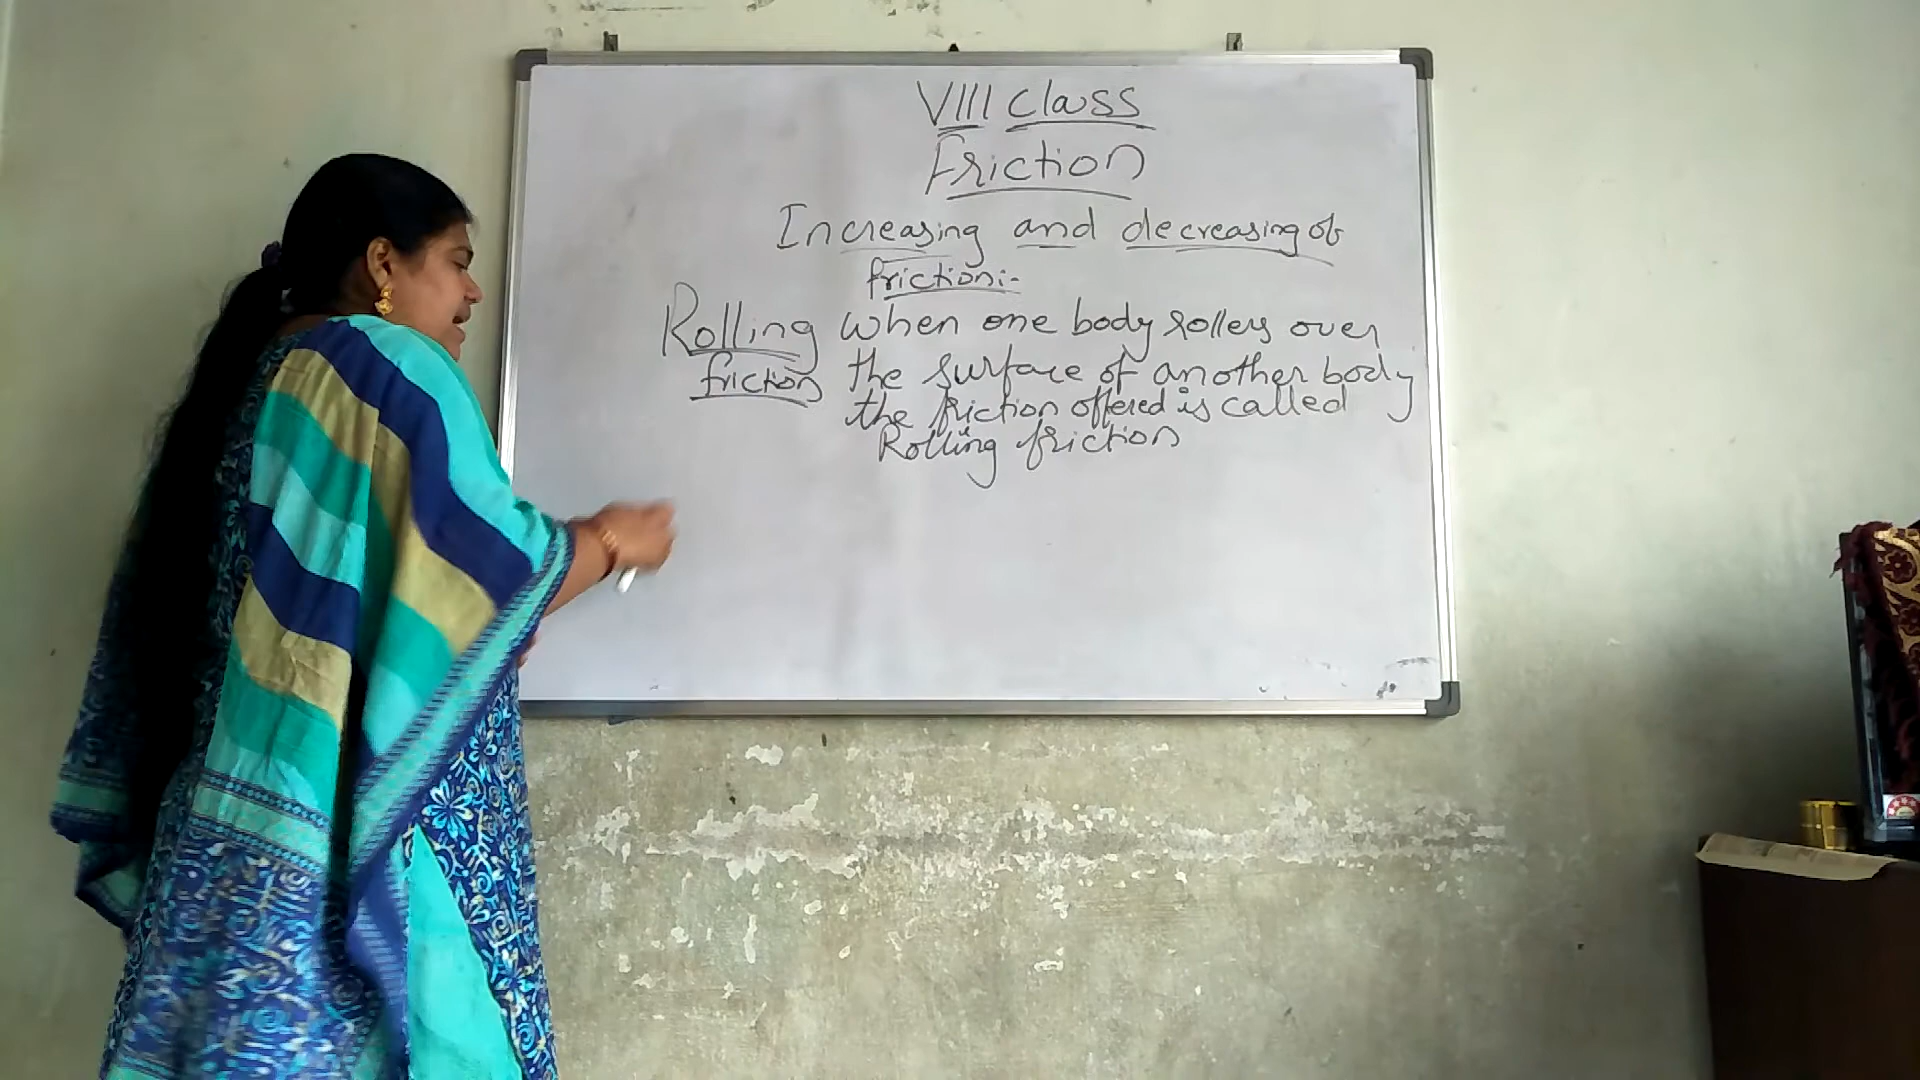 VIII Class
Friction
Increasing and decreasing of
friction:-
Rolling when one body rollers over
friction the surface of another body
the friction offered is called
Rolling friction